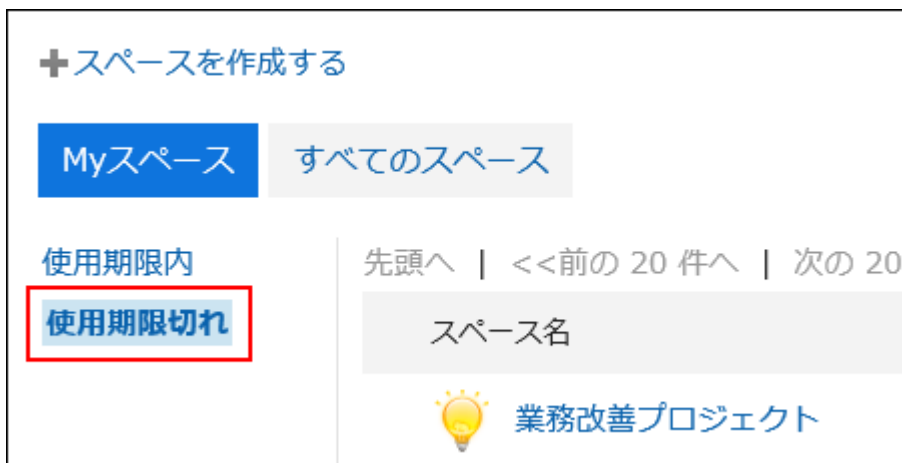 スペースを作成する
Myスペース すべてのスペース
使用期限内
使用期限切れ
先頭へ | <<前の 20 件へ | 次の 20
スペース名
業務改善プロジェクト